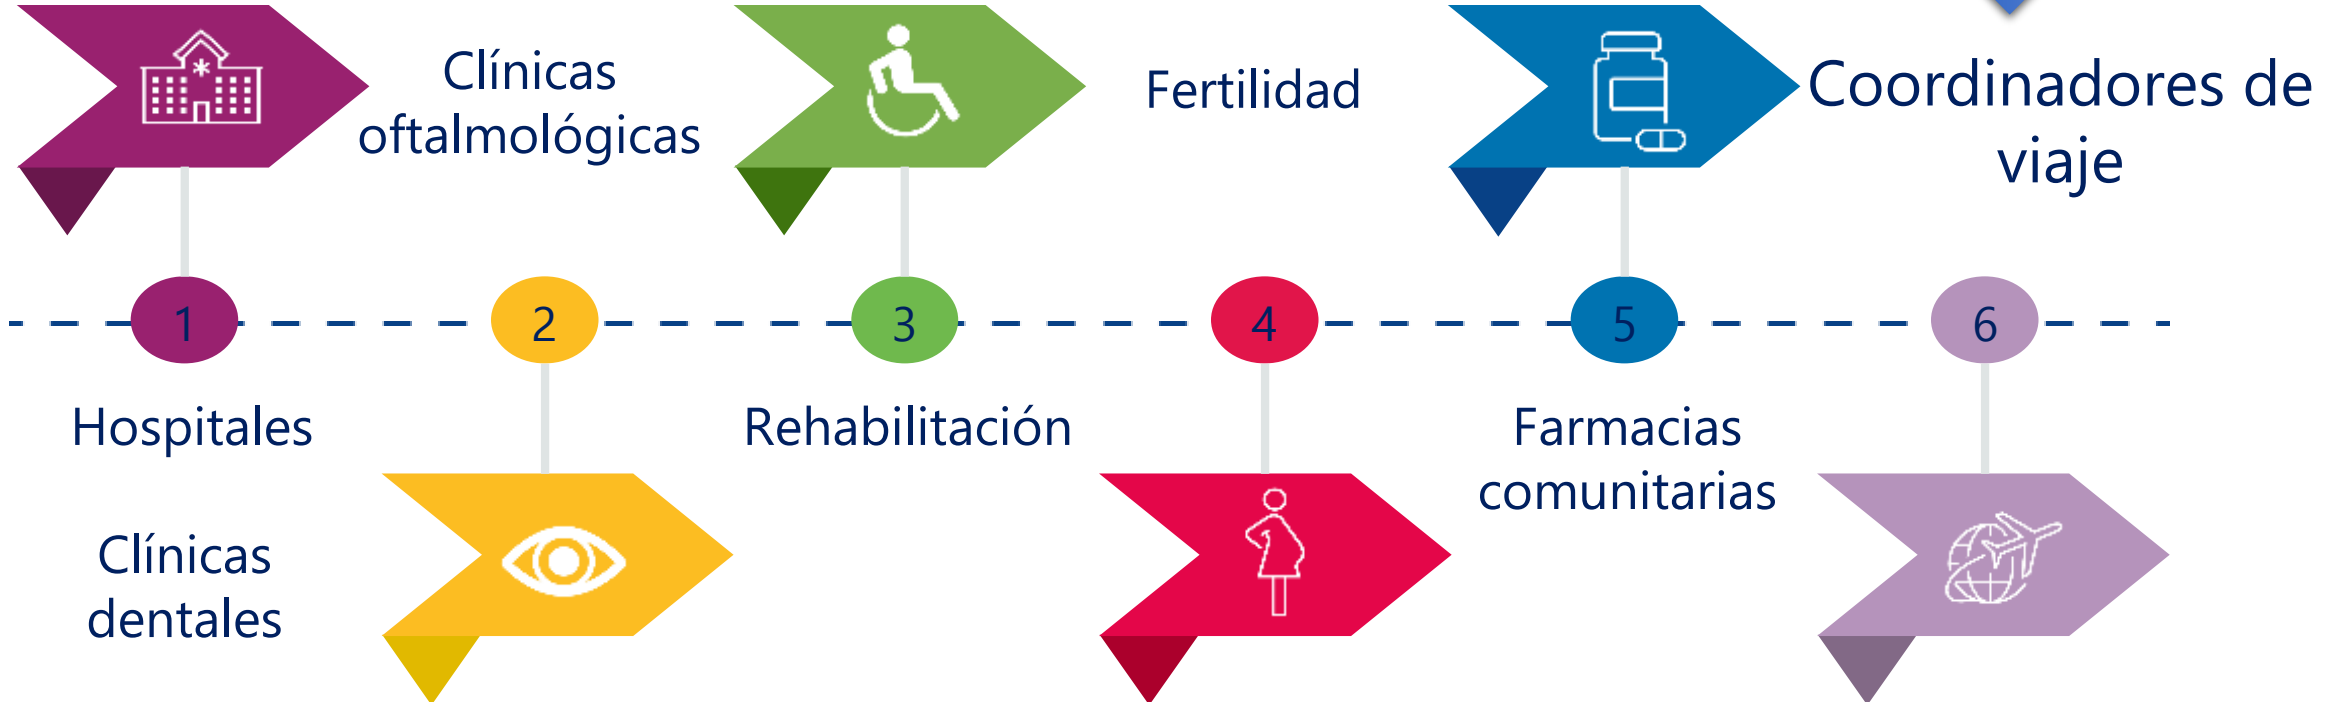 Clínicas
oftalmológicas
Fertilidad
Coordinadores de
viaje
1
2
3
4
5
6
Hospitales
Rehabilitación
Farmacias
comunitarias
Clínicas
dentales